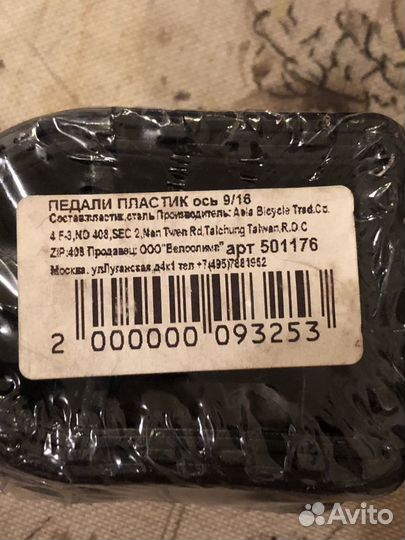 ПЕДАЛИ ПЛАСТИК ось 9/16
Состав:пластик,сталь Производитель: Asia Bicycle Trad.Co.
4 F-3,NO 408,SEC 2,Nan Twen Rd,Taichung Taiwan,R.O.C
ZIP:408 Продавец: ООО"Велоолимп" арт 501176
Москва. ул.Луганская д4к1 тел +7(495)7881952
2 000000 093253
Avito